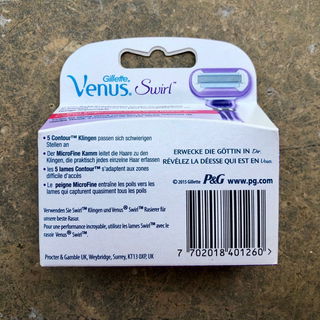 Gillette
Venus. Swirl™
• 5 Contour™ Klingen passen sich schwierigen
Stellen an
• Der MicroFine Kamm leitet die Haare zu den
Klingen, die praktisch jedes einzelne Haar erfassen
• les 5 lames Contour™ s'adaptent aux zones
difficile d'accès
• Le peigne MicroFine entraîne les poils vers les
lames qui capturent quasiment tous les poils
Verwenden Sie Swirl™ Klingen und Venus® Swirl™ Rasierer für
unsere beste Rasur.
Pour une performance incroyable, utilisez les lames Swirl™ avec le
rasoir Venus® Swirl™
Procter & Gamble UK, Weybridge, Surrey, KT13 0XP, UK
ERWECKE DIE GÖTTIN IN Dir.
RÉVÉLEZ LA DÉESSE QUI EST EN Vous.
©2015 Gillette P&G www.pg.com
7 702018 401260 >